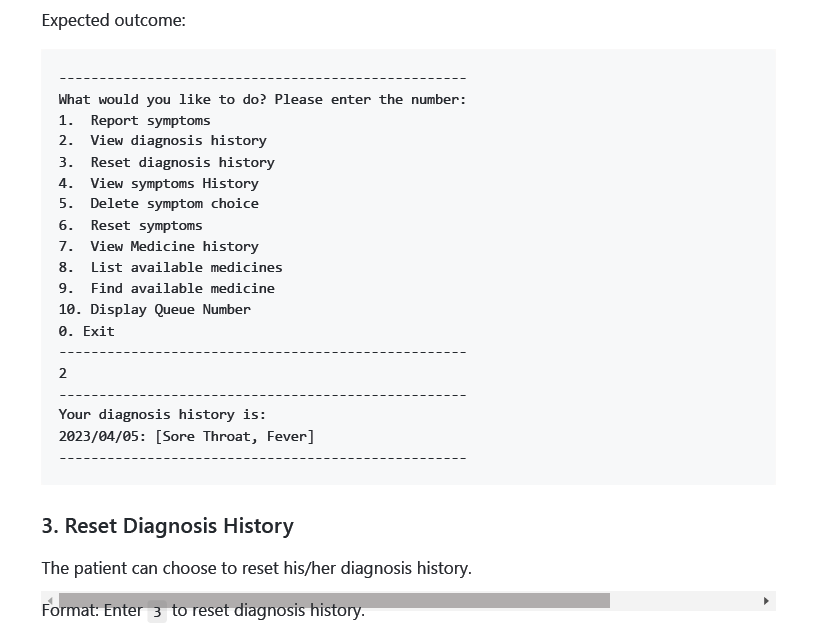 Expected outcome:
---------------------------------------------------
What would you like to do? Please enter the number:
1.  Report symptoms
2.  View diagnosis history
3.  Reset diagnosis history
4.  View symptoms History
5.  Delete symptom choice
6.  Reset symptoms
7.  View Medicine history
8.  List available medicines
9.  Find available medicine
10. Display Queue Number
0. Exit
---------------------------------------------------
2
---------------------------------------------------
Your diagnosis history is:
2023/04/05: [Sore Throat, Fever]
---------------------------------------------------
3. Reset Diagnosis History
The patient can choose to reset his/her diagnosis history.
Format: Enter 3 to reset diagnosis history.